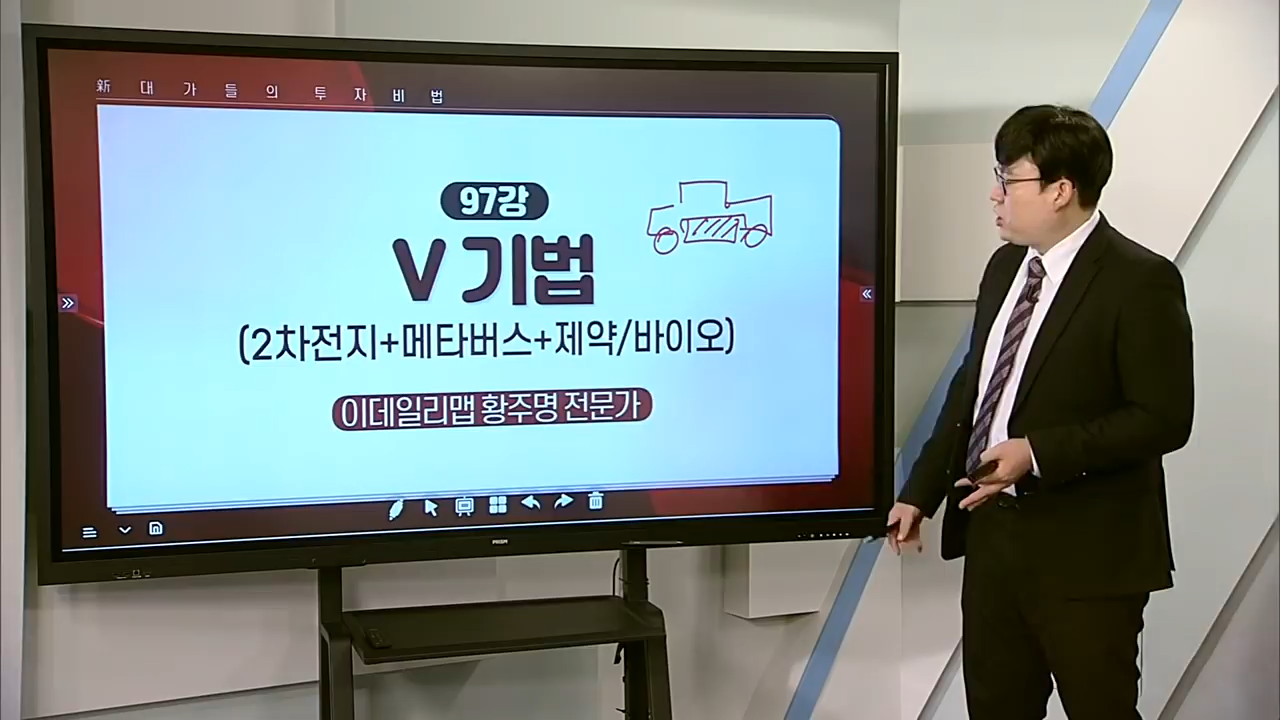 新 대가들의 투자비법
97강
V 기법
(2차전지+메타버스+제약/바이오)
이데일리맵 황주명 전문가
PRISM